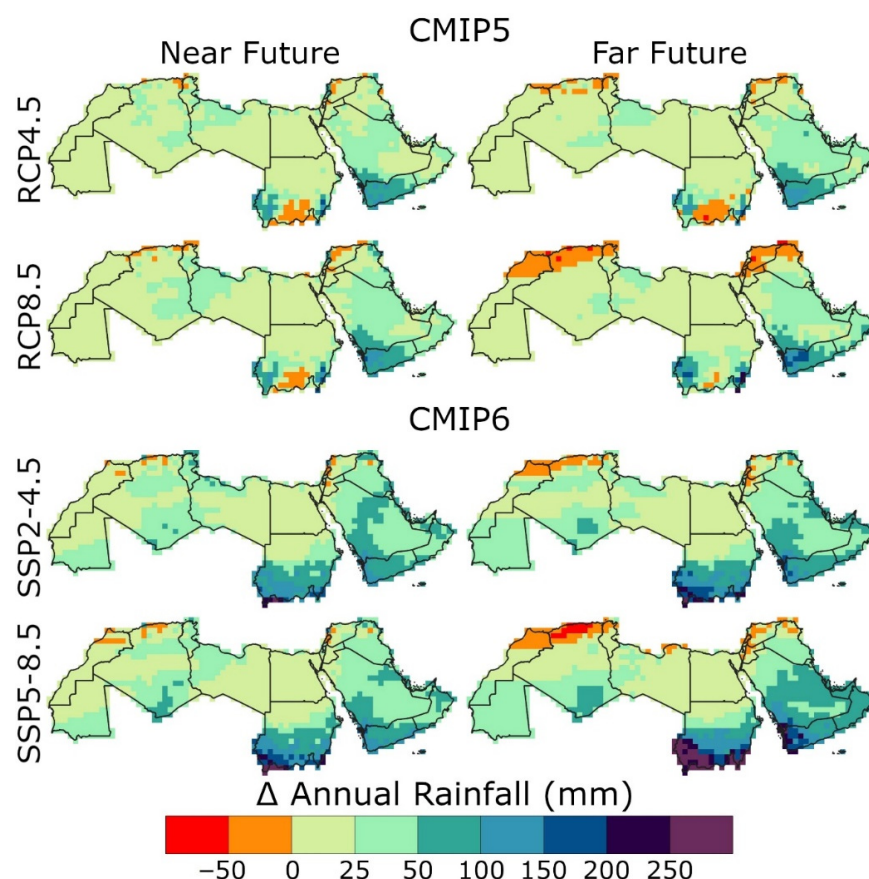 CMIP5
Near Future Far Future
RCP4.5
RCP8.5
CMIP6
SSP2-4.5
SSP5-8.5
Δ Annual Rainfall (mm)
−50 0 25 50 100 150 200 250